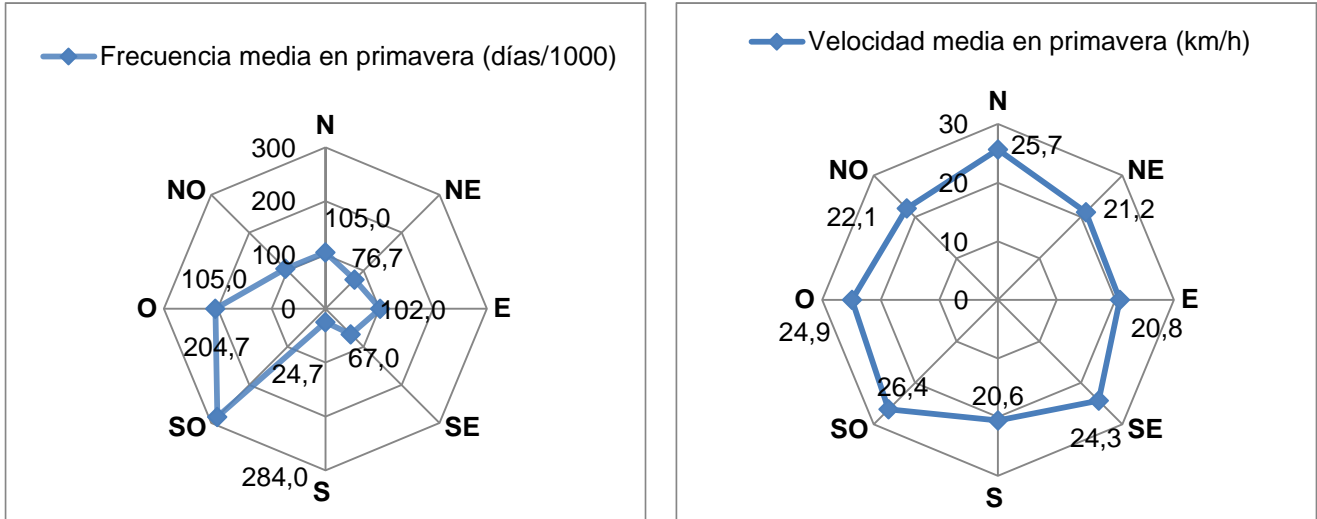 Frecuencia media en primavera (días/1000)
N
300
NO
NE
200
105,0
100
76,7
105,0
O
0
102,0
E
204,7
24,7
67,0
SO
SE
284,0
S
Velocidad media en primavera (km/h)
N
30
25,7
NO
NE
20
22,1
21,2
10
O
0
E
24,9
20,8
26,4
20,6
SO
24,3
SE
S